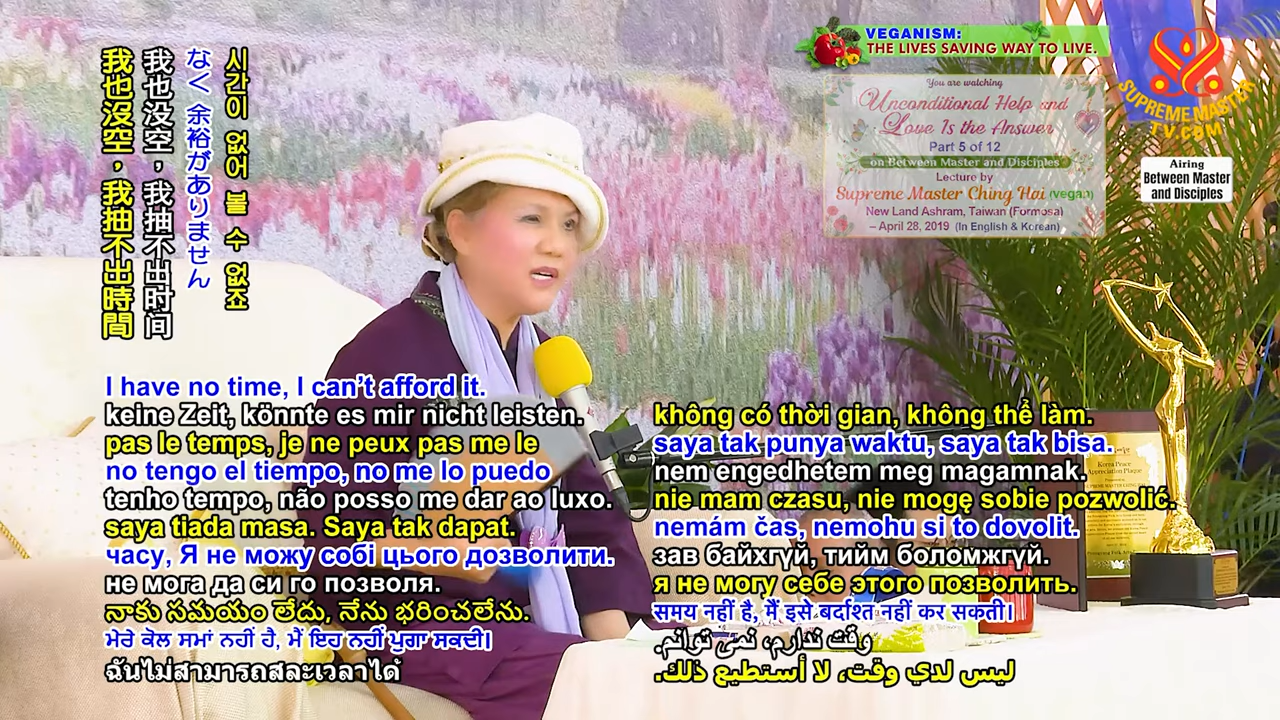 VEGANISM:
THE LIVES SAVING WAY TO LIVE.
SUPREME MASTER
TV.COM
You are watching
Unconditional Help and
Love Is the Answer
Part 5 of 12
on Between Master and Disciples
Lecture by
Supreme Master Ching Hai (vegan)
New Land Ashram, Taiwan (Formosa)
– April 28, 2019 (In English & Korean)
Airing
Between Master
and Disciples
시간이 없어 볼 수 없죠
なく 余裕がありません
我也没空，我抽不出时间
我也沒空，我抽不出時間
I have no time, I can’t afford it.
keine Zeit, könnte es mir nicht leisten.
pas le temps, je ne peux pas me le
no tengo el tiempo, no me lo puedo
tenho tempo, não posso me dar ao luxo.
saya tiada masa. Saya tak dapat.
часу, Я не можу собі цього дозволити.
не мога да си го позволя.
నాకు సమయం లేదు, నేను భరించలేను.
ਮੇਰੇ ਕੋਲ ਸਮਾਂ ਨਹੀਂ ਹੈ, ਮੈਂ ਇਹ ਨਹੀਂ ਪੁਗਾ ਸਕਦੀ।
ฉันไม่สามารถสละเวลาได้
không có thời gian, không thể làm.
saya tak punya waktu, saya tak bisa.
nem engedhetem meg magamnak.
nie mam czasu, nie mogę sobie pozwolić.
nemám čas, nemohu si to dovolit.
зав байхгүй, тийм боломжгүй.
я не могу себе этого позволить.
समय नहीं है, मैं इसे बर्दाश्त नहीं कर सकती।
وقت ندارم، نمی توانم.
ليس لدي وقت، لا أستطيع ذلك.
Korea Peace
Appreciation Plaque